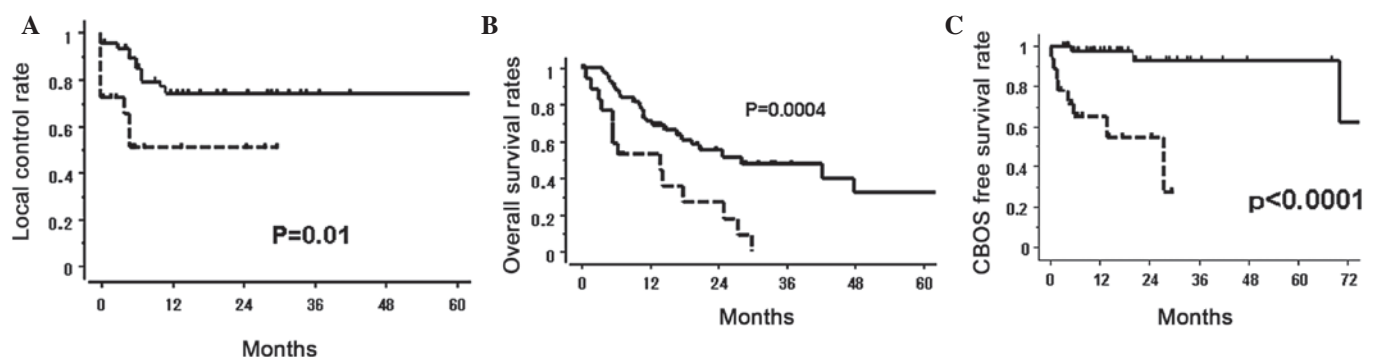 A
Local control rate
1
0.8
0.6
0.4
0.2
0
P=0.01
0 12 24 36 48 60
Months
B
Overall survival rates
1
0.8
0.6
0.4
0.2
0
P=0.0004
0 12 24 36 48 60
Months
C
CBOS free survival rate
1
0.8
0.6
0.4
0.2
0
p<0.0001
0 12 24 36 48 60 72
Months